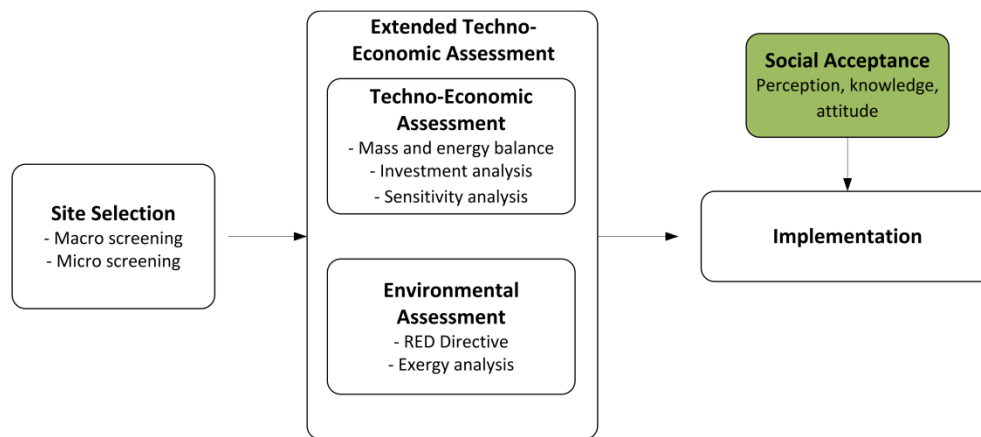 Site Selection
- Macro screening
- Micro screening
Extended Techno-
Economic Assessment
Techno-Economic
Assessment
- Mass and energy balance
- Investment analysis
- Sensitivity analysis
Environmental
Assessment
- RED Directive
- Exergy analysis
Social Acceptance
Perception, knowledge,
attitude
Implementation